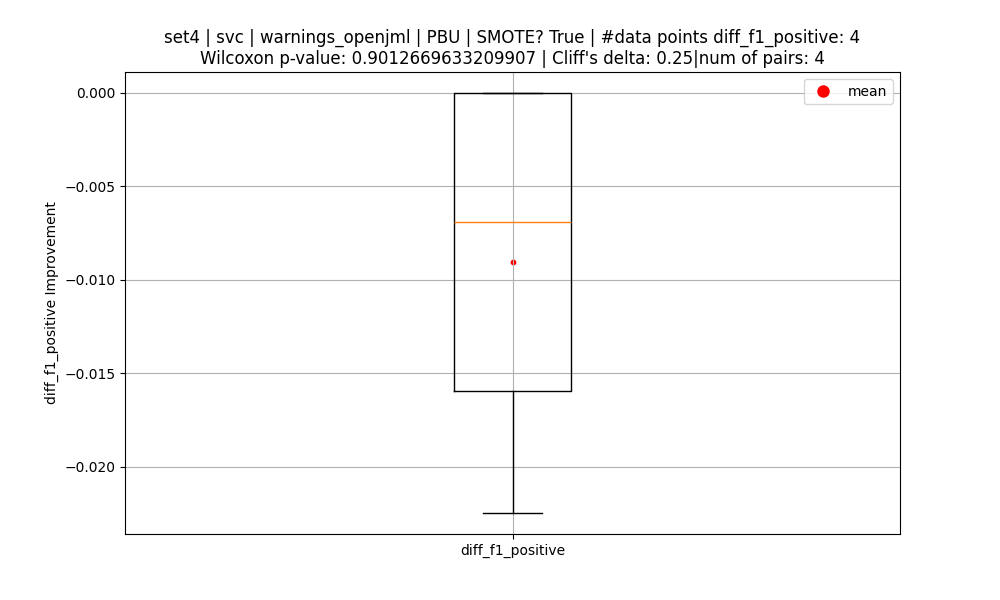 set4 | svc | warnings_openjml | PBU | SMOTE? True | #data points diff_f1_positive: 4
Wilcoxon p-value: 0.9012669633209907 | Cliff's delta: 0.25|num of pairs: 4
mean
0.000
−0.005
−0.010
−0.015
−0.020
diff_f1_positive Improvement
diff_f1_positive